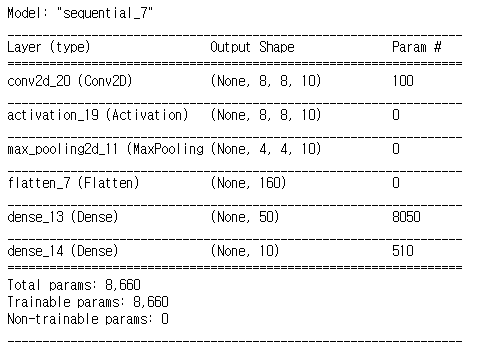 Model: "sequential_7"
Layer (type) Output Shape Param #
conv2d_20 (Conv2D) (None, 8, 8, 10) 100
activation_19 (Activation) (None, 8, 8, 10) 0
max_pooling2d_11 (MaxPooling (None, 4, 4, 10) 0
flatten_7 (Flatten) (None, 160) 0
dense_13 (Dense) (None, 50) 8050
dense_14 (Dense) (None, 10) 510
Total params: 8,660
Trainable params: 8,660
Non-trainable params: 0